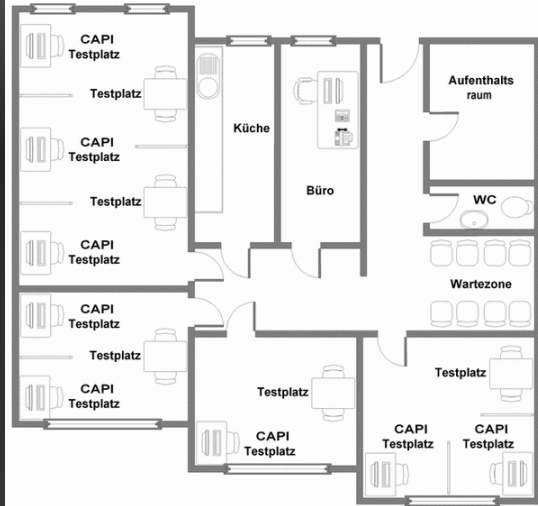 CAPI
Testplatz
Testplatz
CAPI
Testplatz
Testplatz
CAPI
Testplatz
Küche
Büro
Aufenthalts
raum
WC
Wartezone
CAPI
Testplatz
Testplatz
CAPI
Testplatz
Testplatz
CAPI
Testplatz
Testplatz
CAPI
Testplatz
CAPI
Testplatz